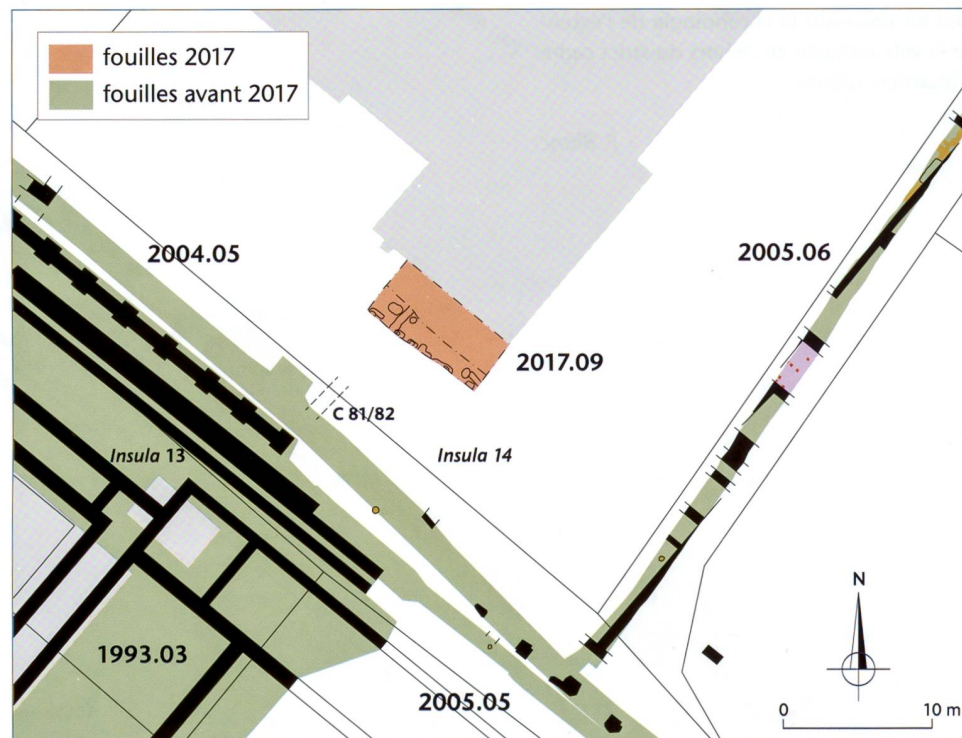 fouilles 2017
fouilles avant 2017
2004.05
2005.06
2017.09
C 81/82
Insula 13
Insula 14
1993.03
2005.05
N
0 10 m